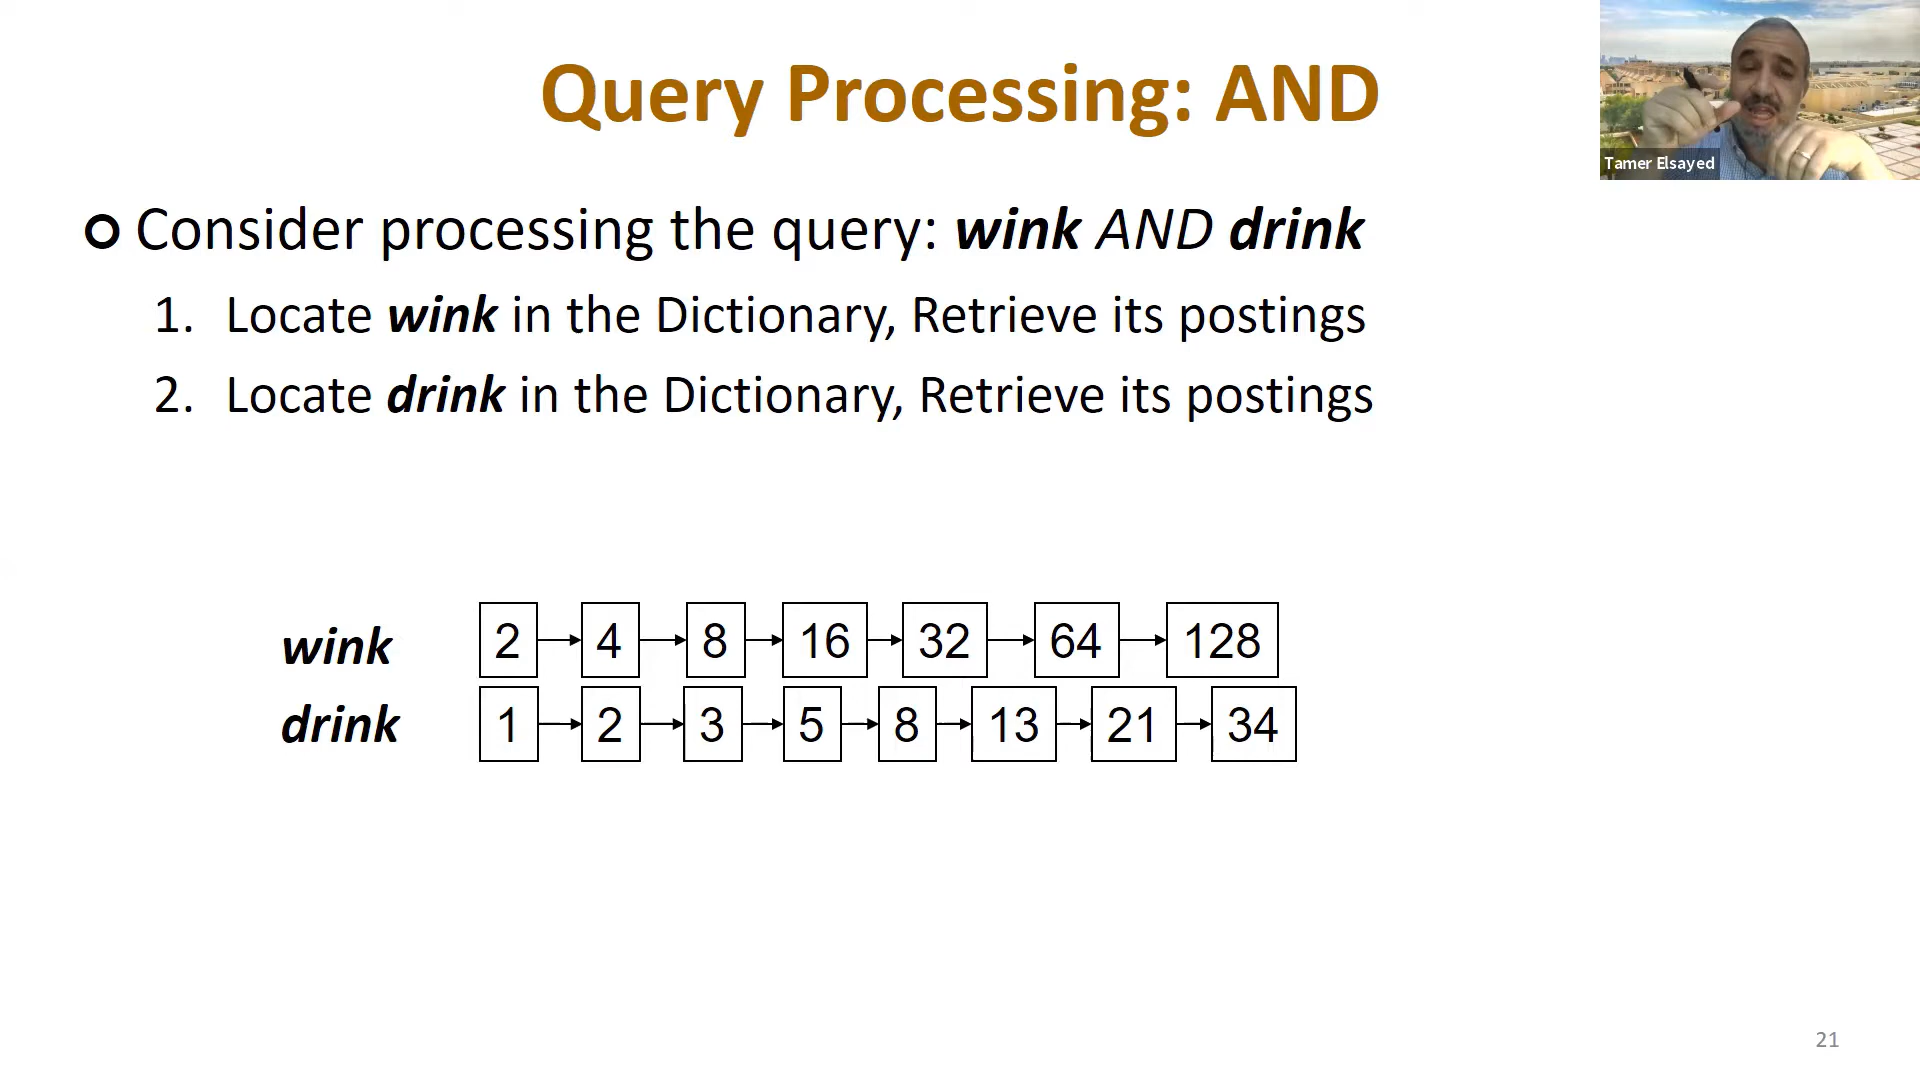 Query Processing: AND
Tamer Elsayed
Consider processing the query: wink AND drink
1. Locate wink in the Dictionary, Retrieve its postings
2. Locate drink in the Dictionary, Retrieve its postings
wink 2 4 8 16 32 64 128
drink 1 2 3 5 8 13 21 34
21